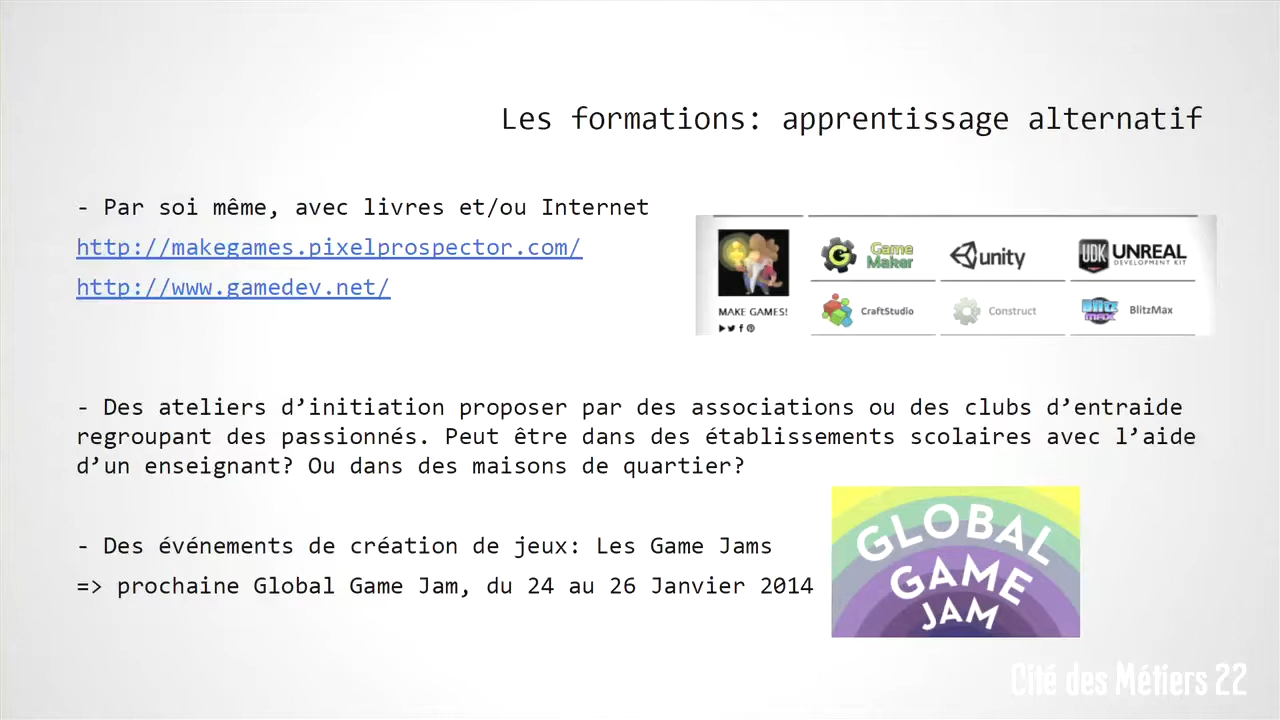 Les formations: apprentissage alternatif
- Par soi même, avec livres et/ou Internet
http://makegames.pixelprospector.com/
http://www.gamedev.net/
MAKE GAMES!
Game Maker
unity
UDK UNREAL
DEVELOPMENT KIT
CraftStudio
Construct
BLITZ MAX BlitzMax
- Des ateliers d’initiation proposer par des associations ou des clubs d’entraide
regroupant des passionnés. Peut être dans des établissements scolaires avec l’aide
d’un enseignant? Ou dans des maisons de quartier?
- Des événements de création de jeux: Les Game Jams
=> prochaine Global Game Jam, du 24 au 26 Janvier 2014
GLOBAL
GAME
JAM
Cité des Métiers 22